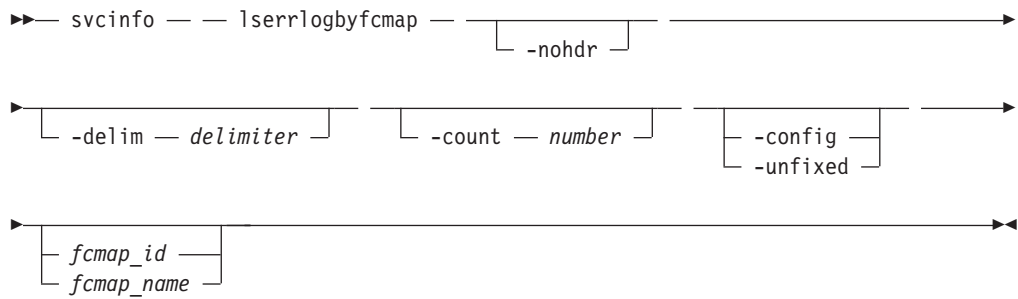 ►►— svcinfo — lserrlogbyfcmap —
-nohdr
-delim — delimiter
-count — number
-config
-unfixed
fcmap_id
fcmap_name